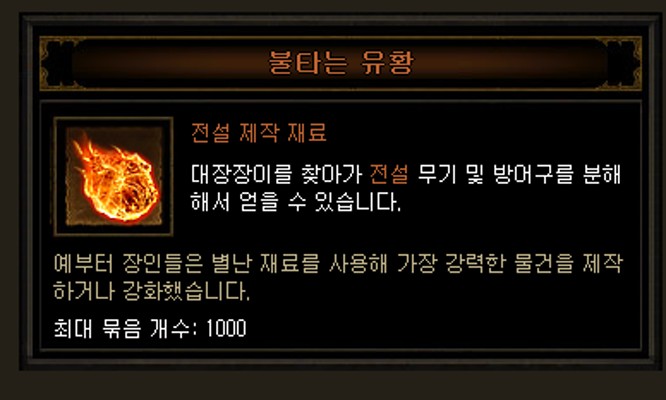 불타는 유황
전설 제작 재료
대장장이를 찾아가 전설 무기 및 방어구를 분해
해서 얻을 수 있습니다.
예부터 장인들은 별난 재료를 사용해 가장 강력한 물건을 제작
하거나 강화했습니다.
최대 묶음 개수: 1000